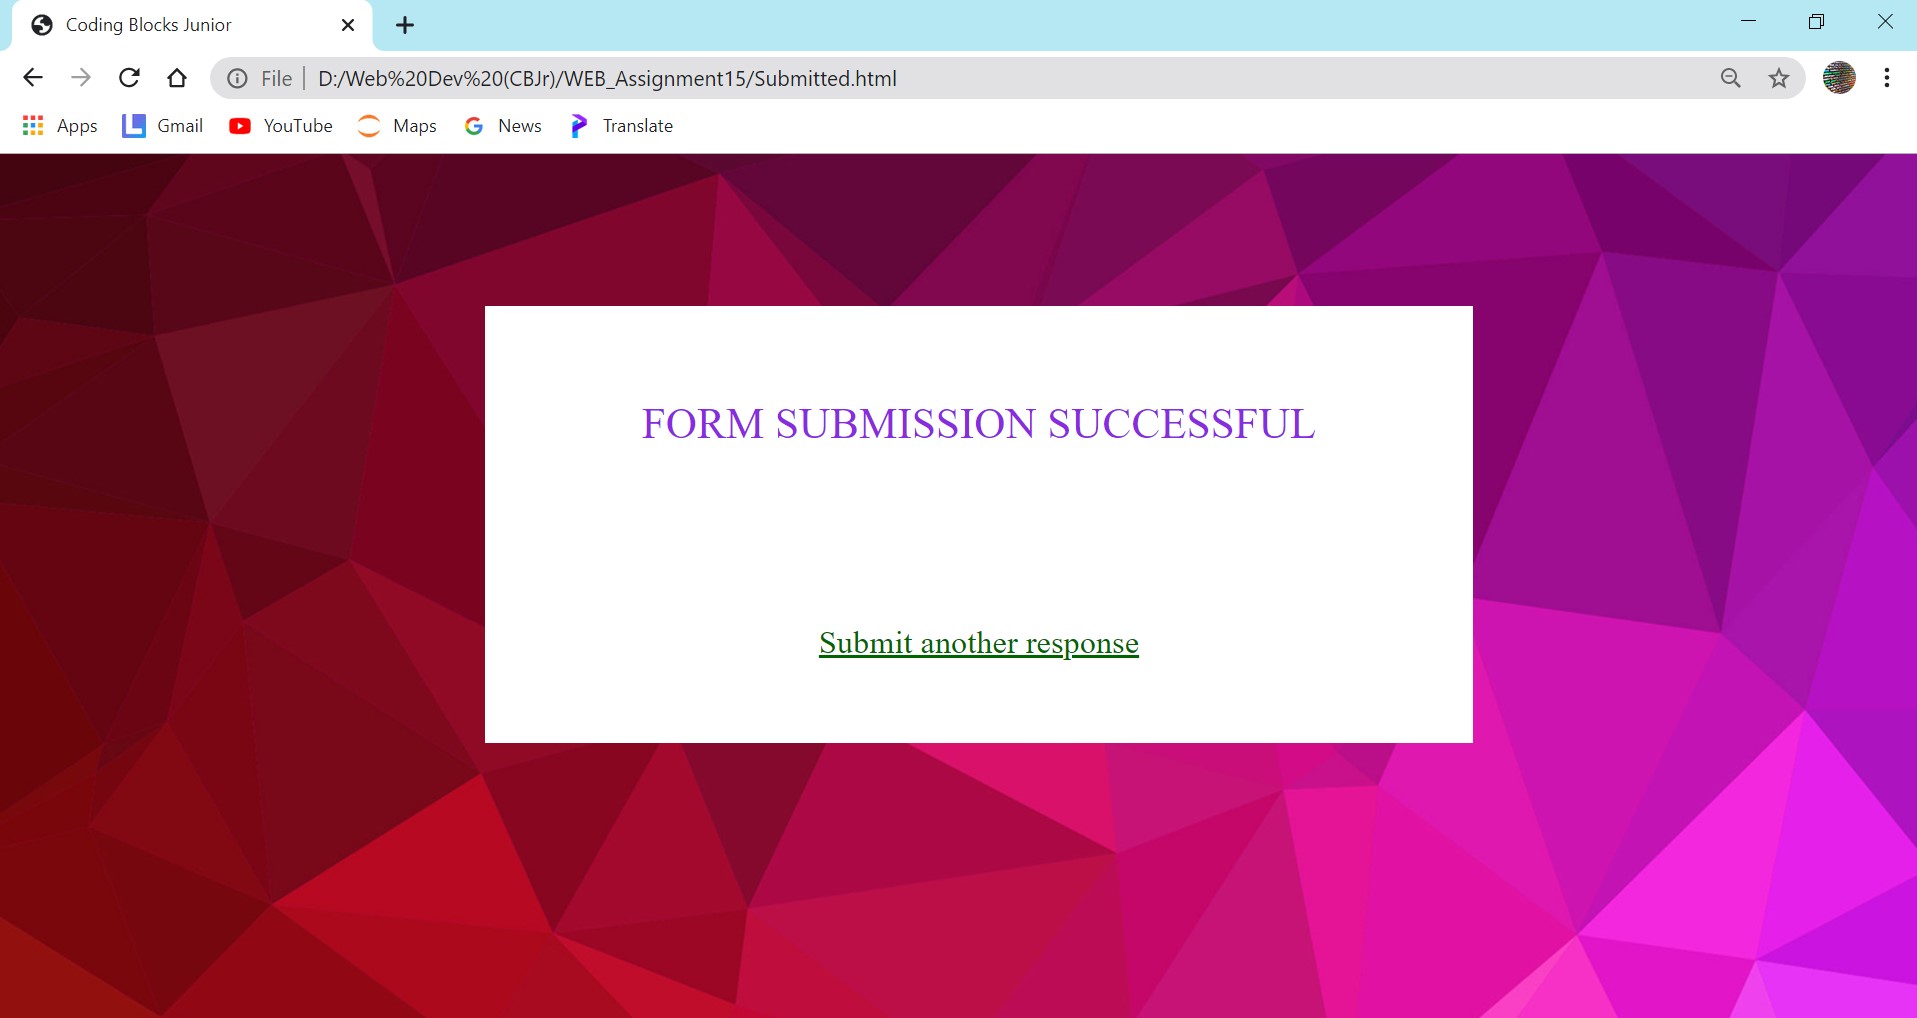 Coding Blocks Junior
File D:/Web%20Dev%20(CBJr)/WEB_Assignment15/Submitted.html
Apps Gmail YouTube Maps News Translate
FORM SUBMISSION SUCCESSFUL
Submit another response